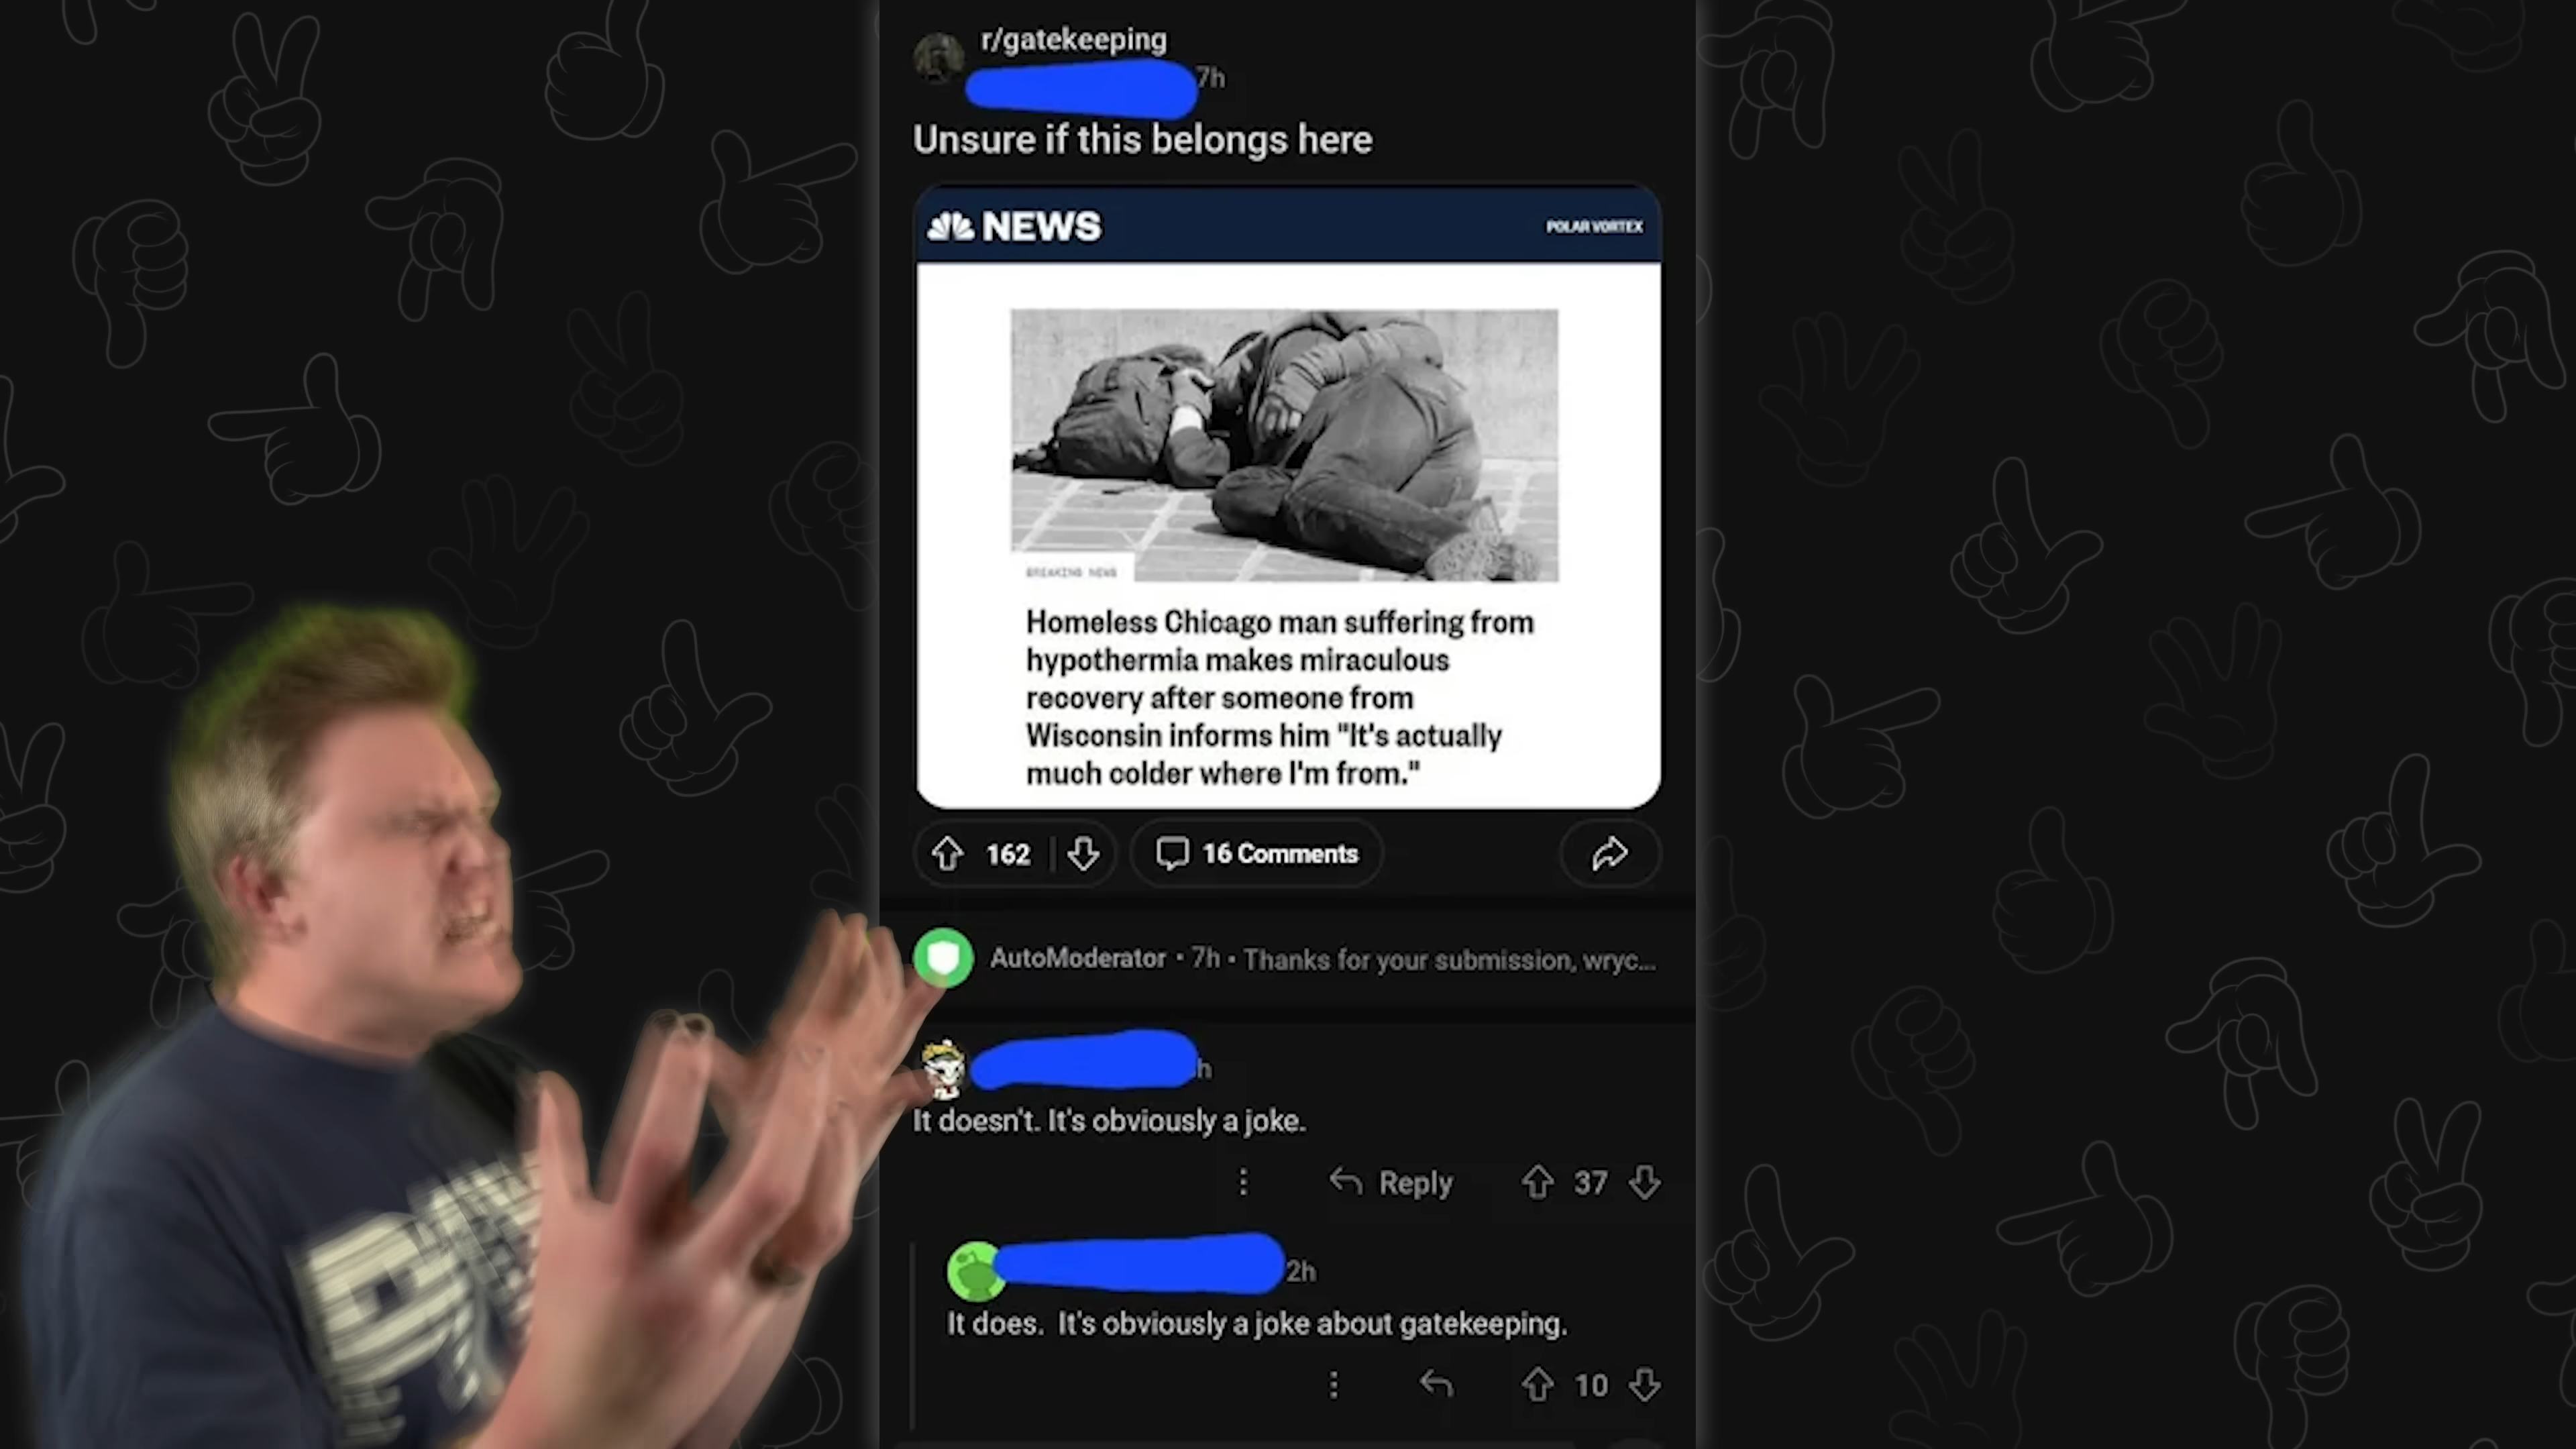 r/gatekeeping
7h
Unsure if this belongs here
NEWS
POLAR VORTEX
BREAKING NEWS
Homeless Chicago man suffering from
hypothermia makes miraculous
recovery after someone from
Wisconsin informs him "It's actually
much colder where I'm from."
162
16 Comments
AutoModerator • 7h • Thanks for your submission, wryc...
h
It doesn't. It's obviously a joke.
Reply
37
2h
It does. It's obviously a joke about gatekeeping.
10